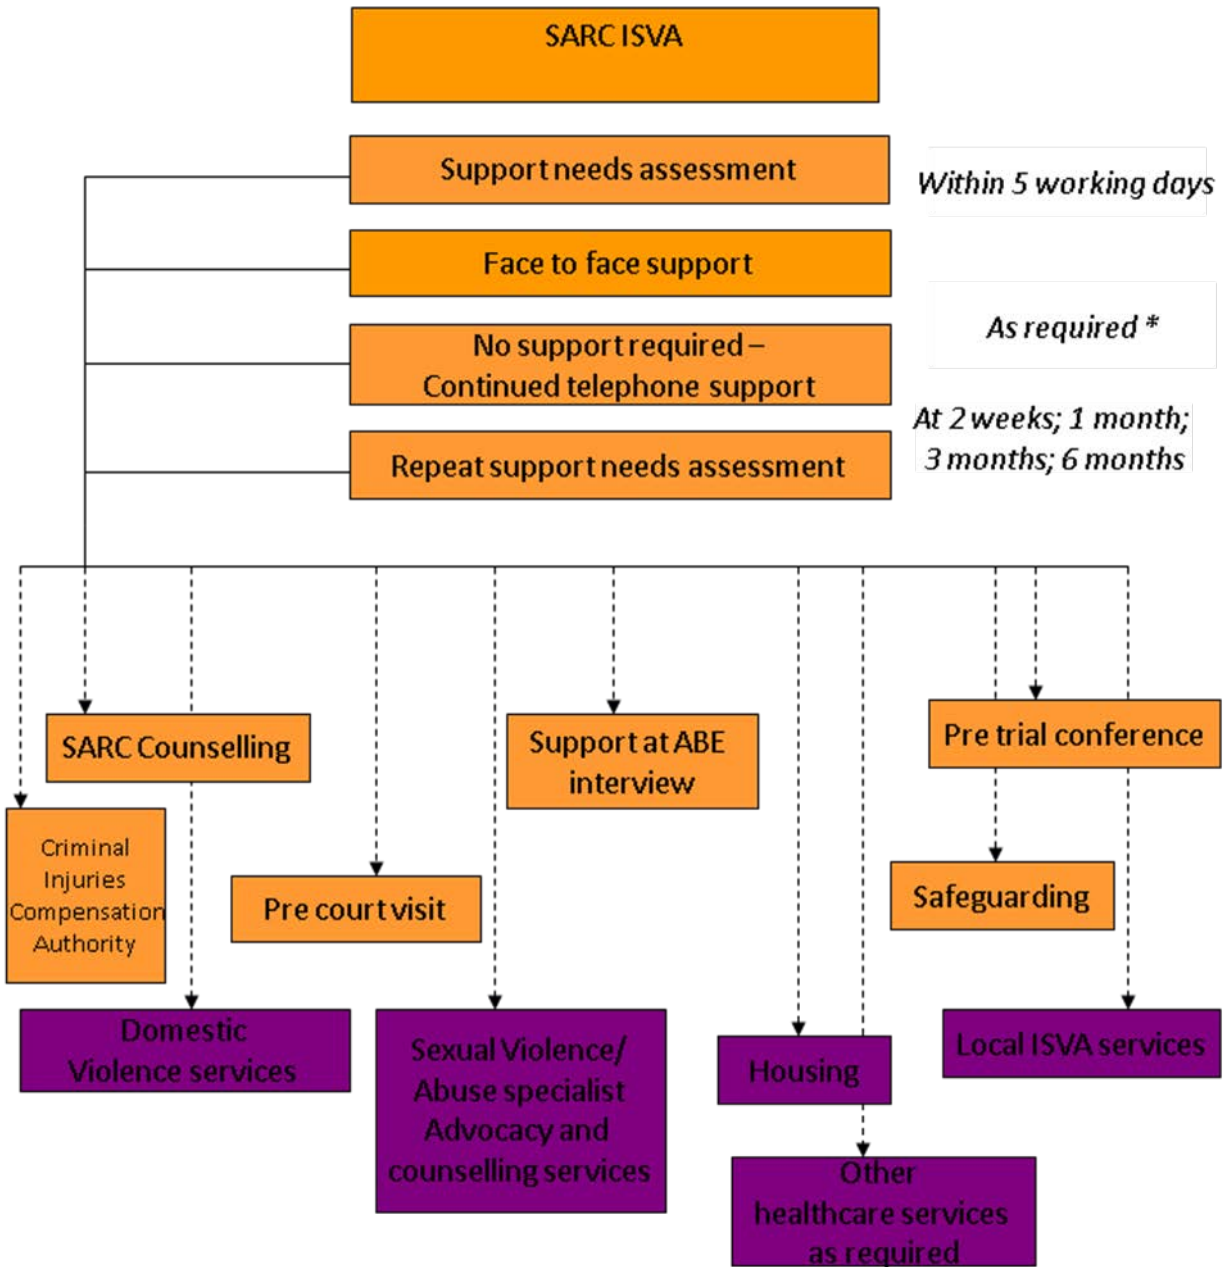 SARC ISVA
Support needs assessment
Within 5 working days
Face to face support
As required *
No support required –
Continued telephone support
At 2 weeks; 1 month;
3 months; 6 months
Repeat support needs assessment
SARC Counselling
Support at ABE
interview
Pre trial conference
Criminal
Injuries
Compensation
Authority
Pre court visit
Safeguarding
Domestic
Violence services
Sexual Violence/
Abuse specialist
Advocacy and
counselling services
Housing
Local ISVA services
Other
healthcare services
as required